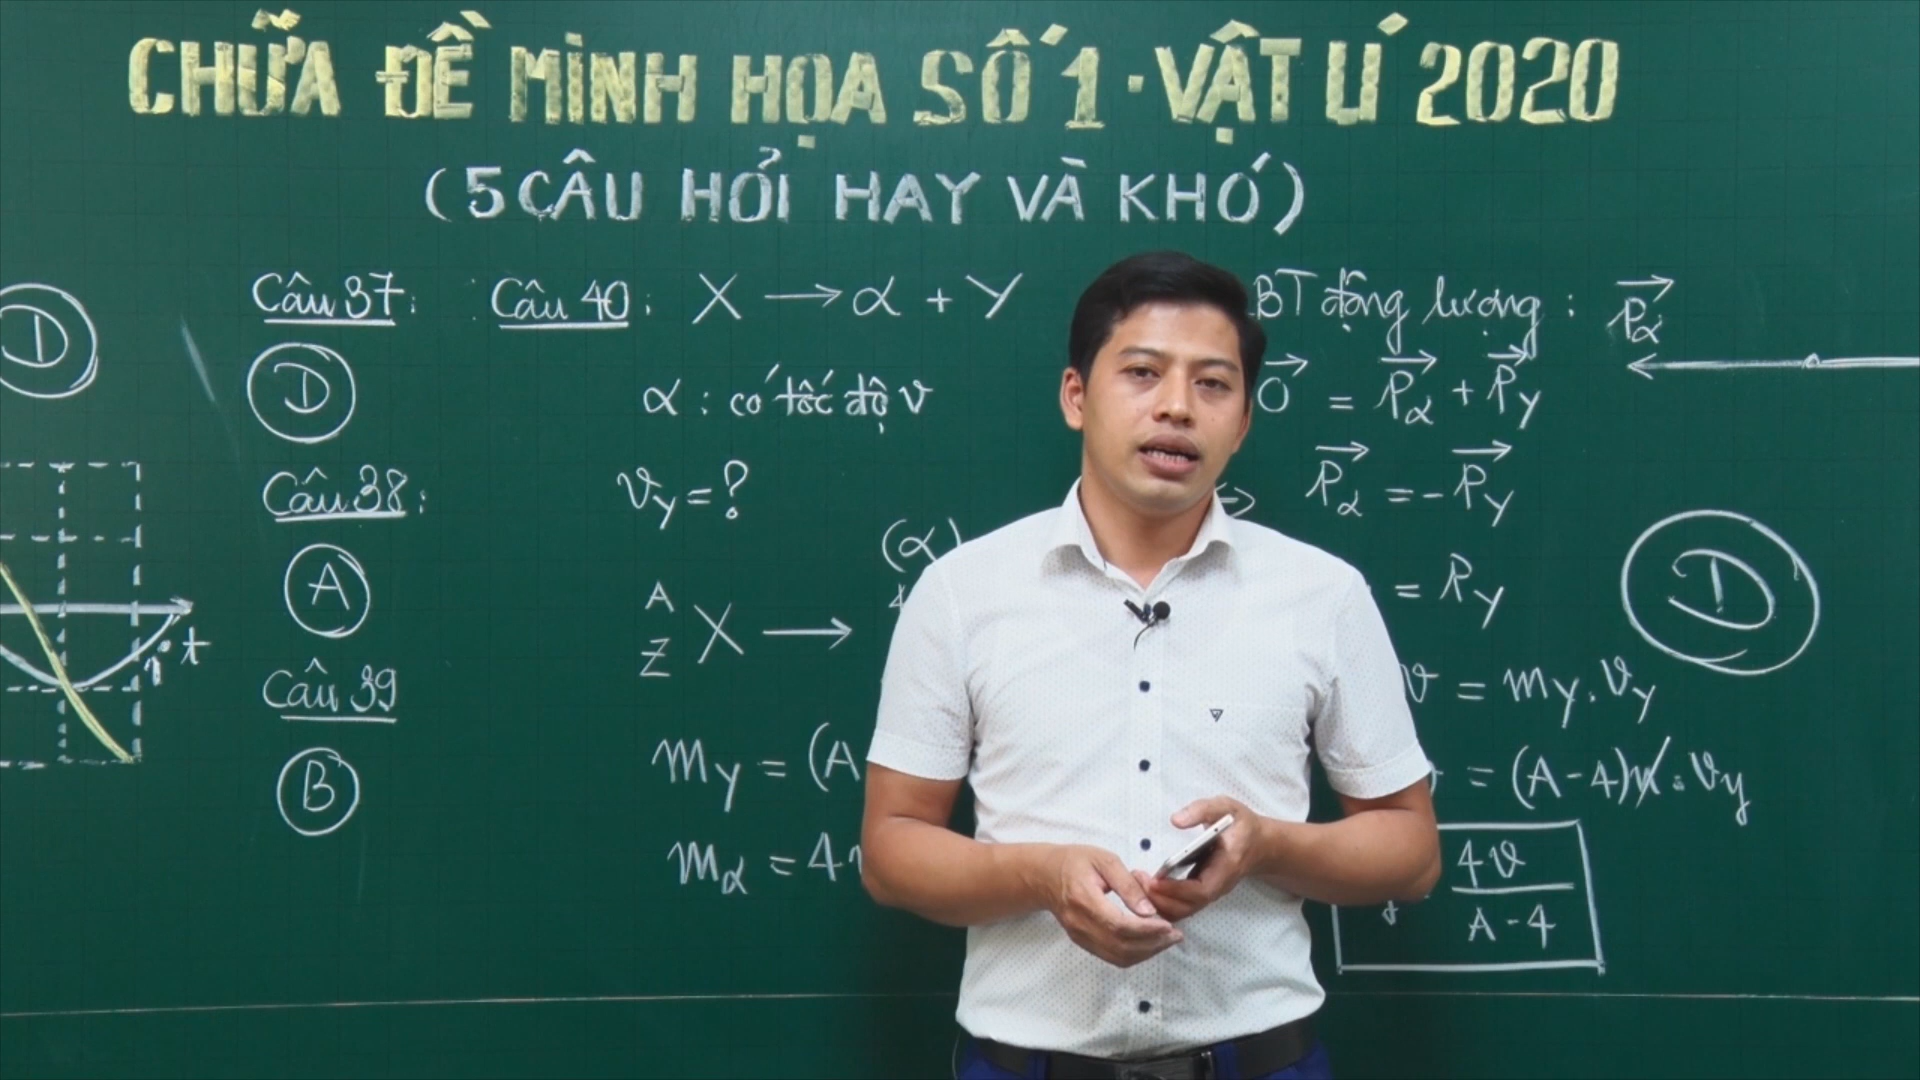 CHỮA ĐỀ MINH HỌA SỐ 1 · VẬT LÍ 2020
(5 CÂU HỎI HAY VÀ KHÓ)
D
Câu 37:
D
Câu 38:
A
Câu 39
B
t
Câu 40: X → α + Y
α : có tốc độ v
v_Y = ?
(α)
A
Z X →
m_Y = (A
m_α = 4
BT động lượng : P_α
0 = P_α + P_Y
⇔ P_α = - P_Y
= P_Y
v = m_Y . v_Y
= (A - 4)u . v_Y
4v
A - 4
D